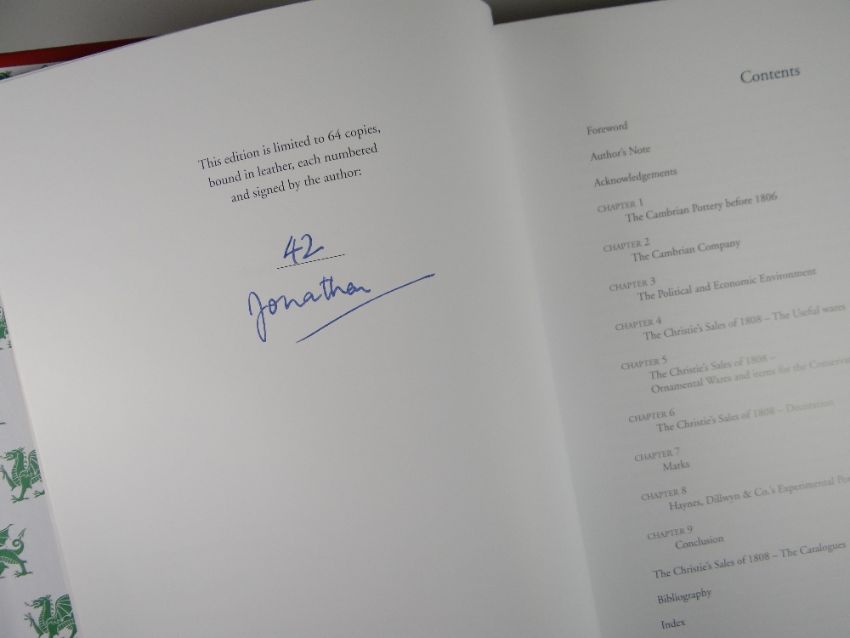 This edition is limited to 64 copies,
bound in leather, each numbered
and signed by the author:
42
Jonathan
Contents
Foreword
Author's Note
Acknowledgements
CHAPTER 1
The Cambrian Pottery before 1806
CHAPTER 2
The Cambrian Company
CHAPTER 3
The Political and Economic Environment
CHAPTER 4
The Christie's Sales of 1808 – The Useful wares
CHAPTER 5
The Christie's Sales of 1808 –
Ornamental Wares and items for the
CHAPTER 6
The Christie's Sales of 1808 – Decoration
CHAPTER 7
Marks
CHAPTER 8
Haynes, Dillwyn & Co.'s Experimental
CHAPTER 9
Conclusion
The Christie's Sales of 1808 – The Catalogues
Bibliography
Index